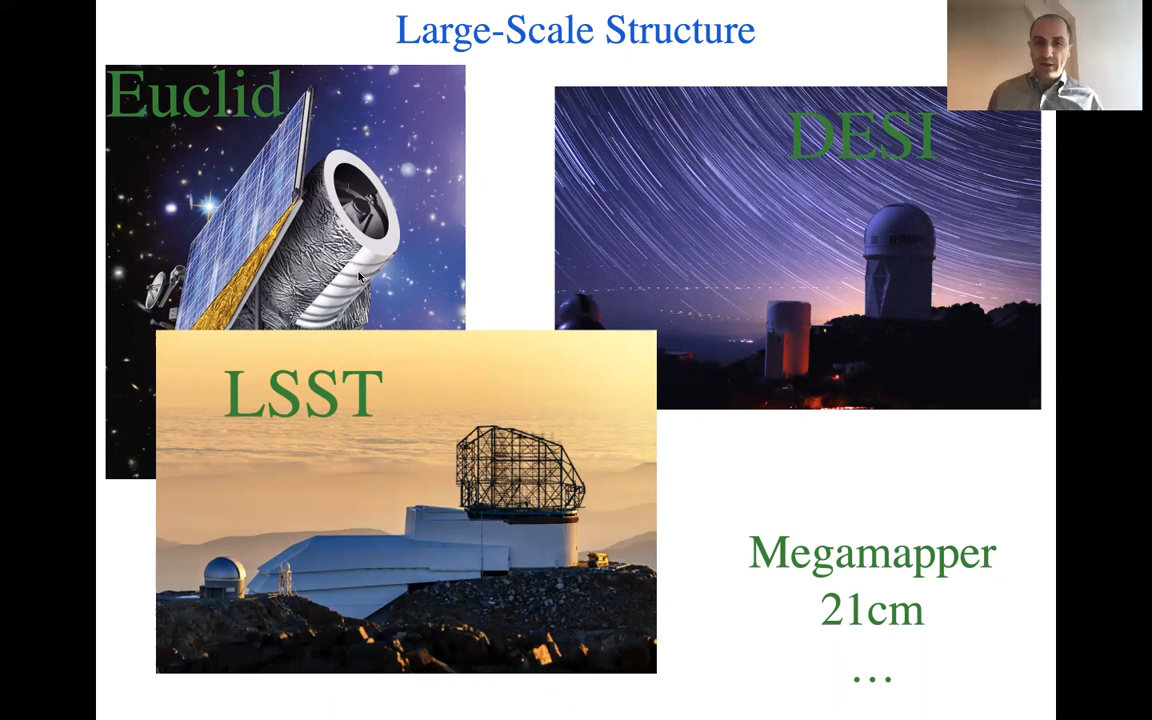 Large-Scale Structure
Euclid
DESI
LSST
Megamapper
21cm
...